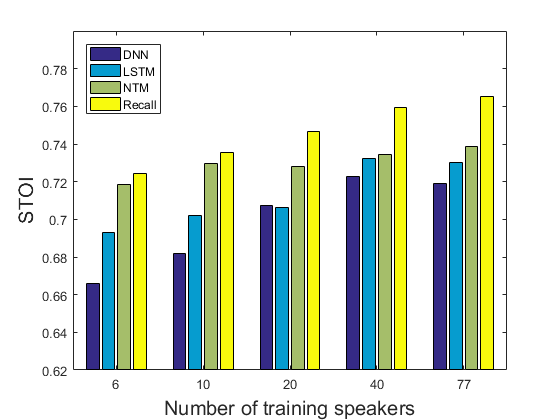 DNN
LSTM
NTM
Recall
0.78
0.76
0.74
0.72
0.7
0.68
0.66
0.64
0.62
STOI
6 10 20 40 77
Number of training speakers